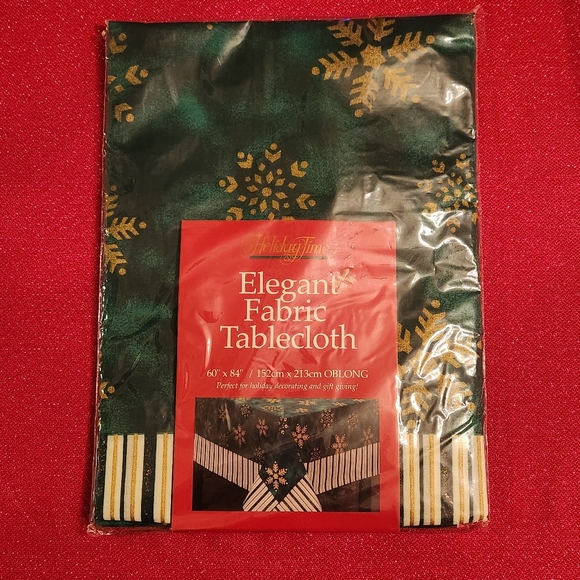 Holiday Time
Elegant
Fabric
Tablecloth
60" x 84" / 152cm x 213cm OBLONG
Perfect for holiday decorating and gift giving!